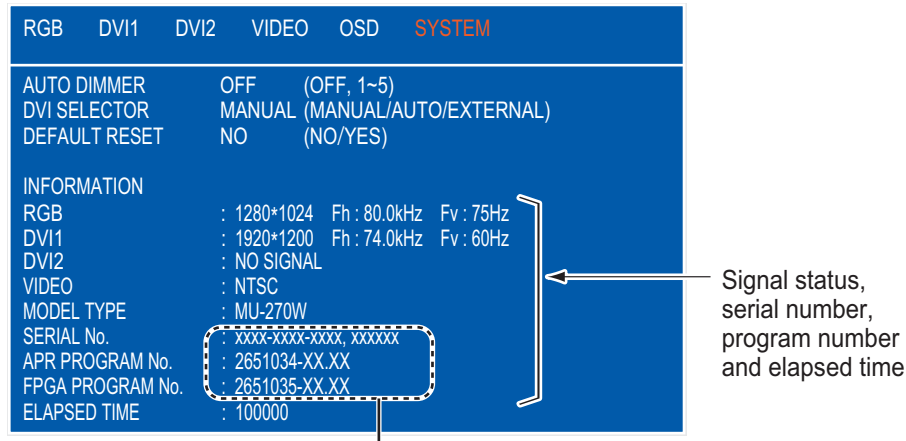 RGB DVI1 DVI2 VIDEO OSD SYSTEM
AUTO DIMMER OFF (OFF, 1~5)
DVI SELECTOR MANUAL (MANUAL/AUTO/EXTERNAL)
DEFAULT RESET NO (NO/YES)
INFORMATION
RGB : 1280*1024 Fh : 80.0kHz Fv : 75Hz
DVI1 : 1920*1200 Fh : 74.0kHz Fv : 60Hz
DVI2 : NO SIGNAL
VIDEO : NTSC
MODEL TYPE : MU-270W
SERIAL No. : xxxx-xxxx-xxxx, xxxxxx
APR PROGRAM No. : 2651034-XX.XX
FPGA PROGRAM No. : 2651035-XX.XX
ELAPSED TIME : 100000
Signal status,
serial number,
program number
and elapsed time